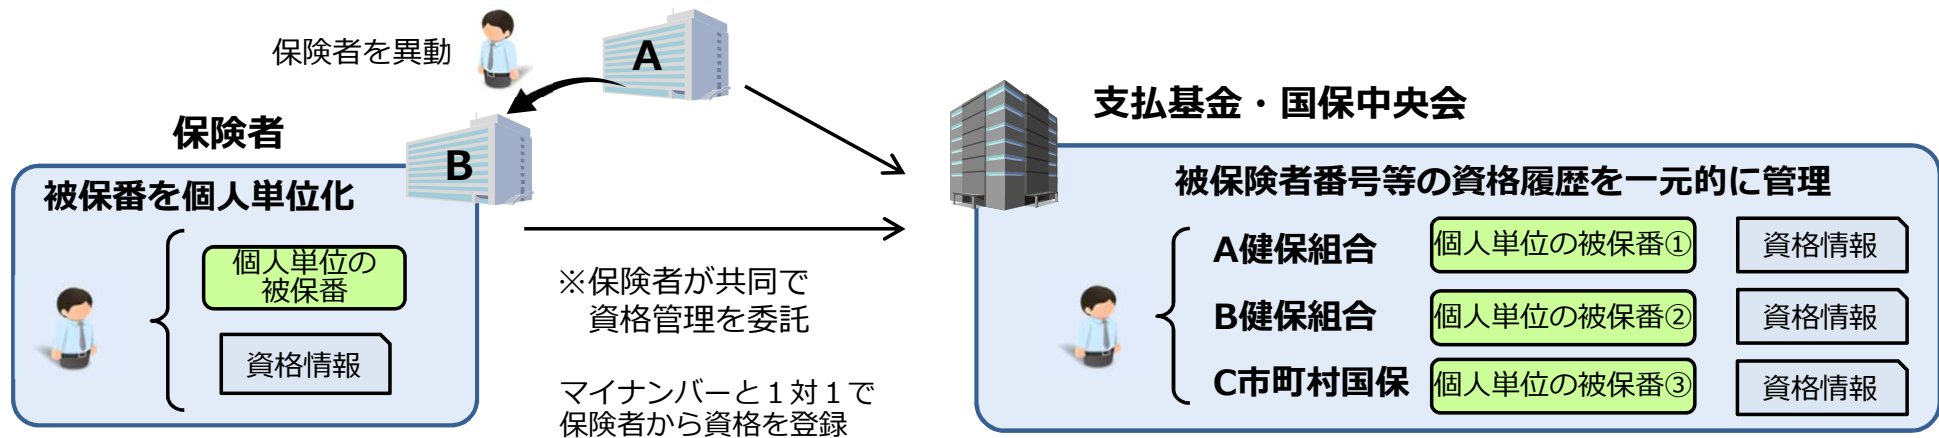 保険者を異動
A
B
保険者
被保番を個人単位化
個人単位の
被保番
資格情報
※保険者が共同で
資格管理を委託
マイナンバーと１対１で
保険者から資格を登録
支払基金・国保中央会
被保険者番号等の資格履歴を一元的に管理
A健保組合 個人単位の被保番① 資格情報
B健保組合 個人単位の被保番② 資格情報
C市町村国保 個人単位の被保番③ 資格情報